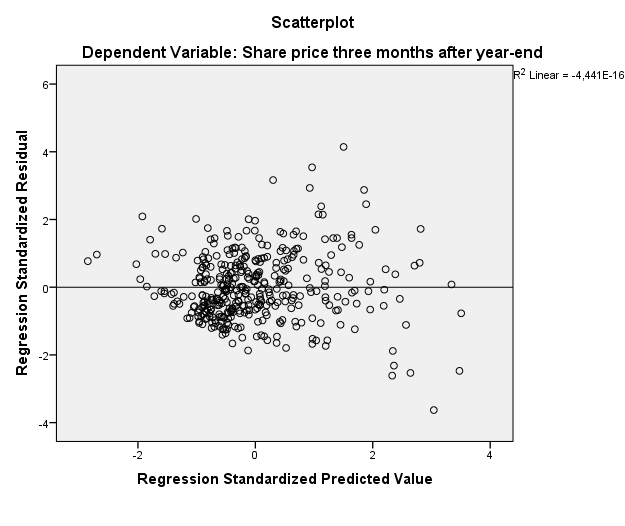 Scatterplot
Dependent Variable: Share price three months after year-end
R² Linear = -4,441E-16
Regression Standardized Residual
6
4
2
0
-2
-4
-2
0
2
4
Regression Standardized Predicted Value